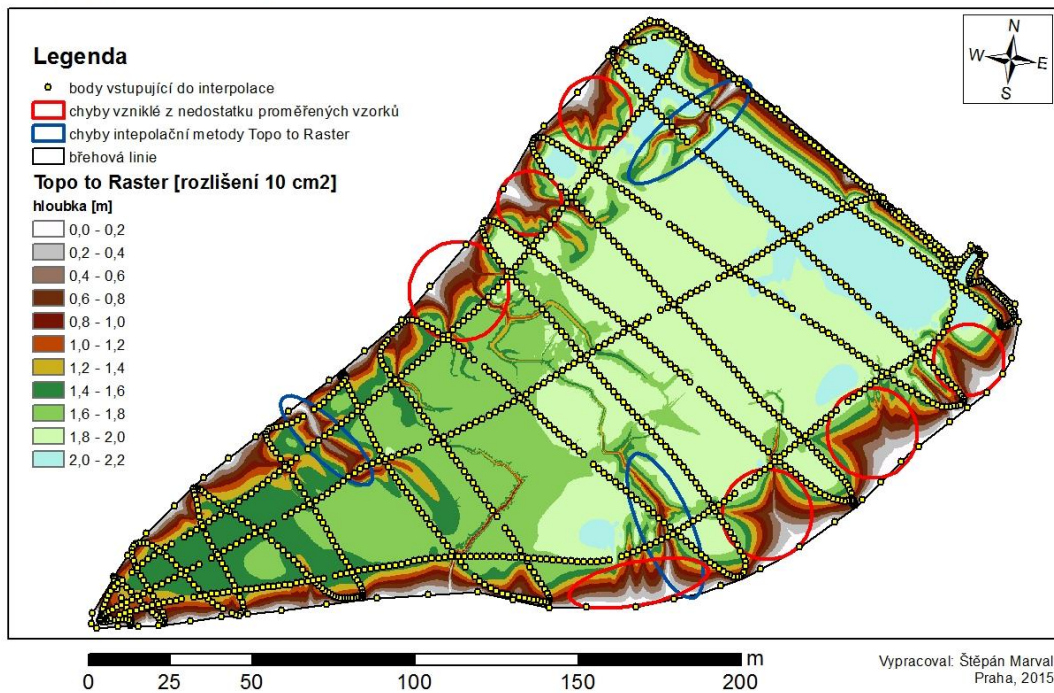 Legenda
body vstupující do interpolace
chyby vzniklé z nedostatku proměřených vzorků
chyby intepolační metody Topo to Raster
břehová linie
Topo to Raster [rozlišení 10 cm2]
hloubka [m]
0,0 - 0,2
0,2 - 0,4
0,4 - 0,6
0,6 - 0,8
0,8 - 1,0
1,0 - 1,2
1,2 - 1,4
1,4 - 1,6
1,6 - 1,8
1,8 - 2,0
2,0 - 2,2
N
W E
S
m
0 25 50 100 150 200
Vypracoval: Štěpán Marval
Praha, 2015